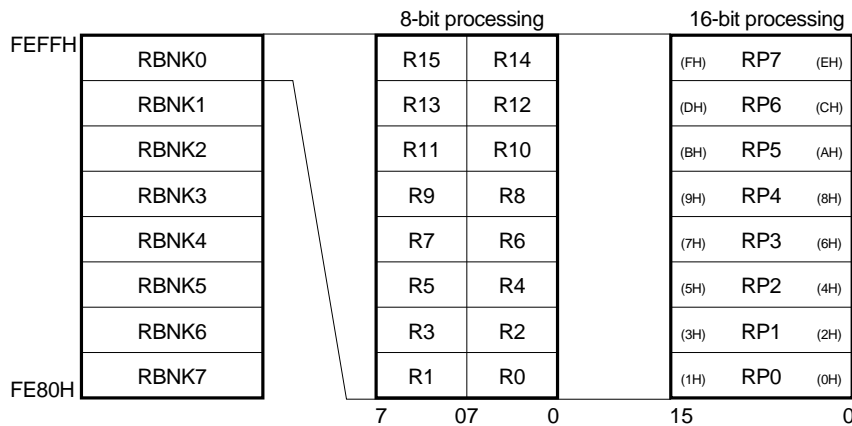 8-bit processing 16-bit processing
FEFFH RBNK0 R15 R14 (FH) RP7 (EH)
RBNK1 R13 R12 (DH) RP6 (CH)
RBNK2 R11 R10 (BH) RP5 (AH)
RBNK3 R9 R8 (9H) RP4 (8H)
RBNK4 R7 R6 (7H) RP3 (6H)
RBNK5 R5 R4 (5H) RP2 (4H)
RBNK6 R3 R2 (3H) RP1 (2H)
FE80H RBNK7 R1 R0 (1H) RP0 (0H)
7 07 0 15 0